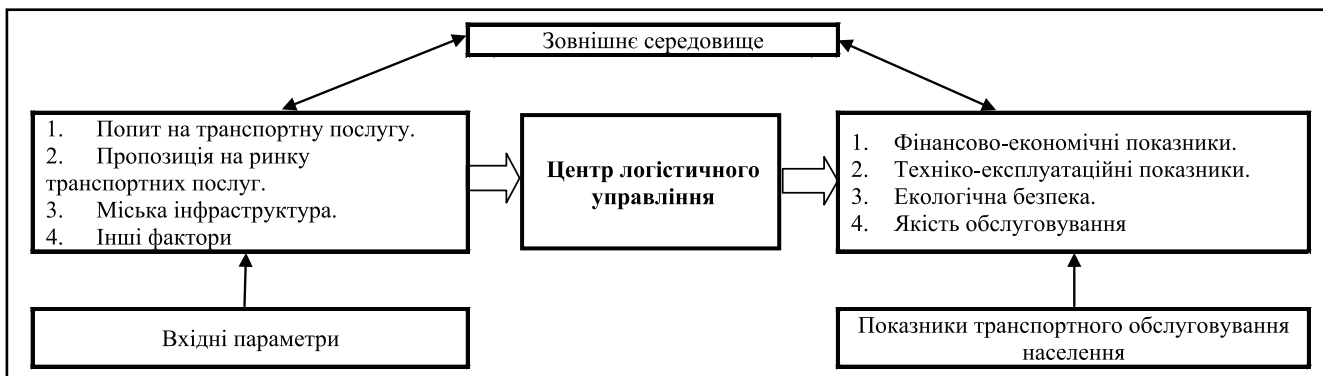 Зовнішнє середовище
1. Попит на транспортну послугу.
2. Пропозиція на ринку
транспортних послуг.
3. Міська інфраструктура.
4. Інші фактори
Центр логістичного
управління
1. Фінансово-економічні показники.
2. Техніко-експлуатаційні показники.
3. Екологічна безпека.
4. Якість обслуговування
Вхідні параметри
Показники транспортного обслуговування
населення